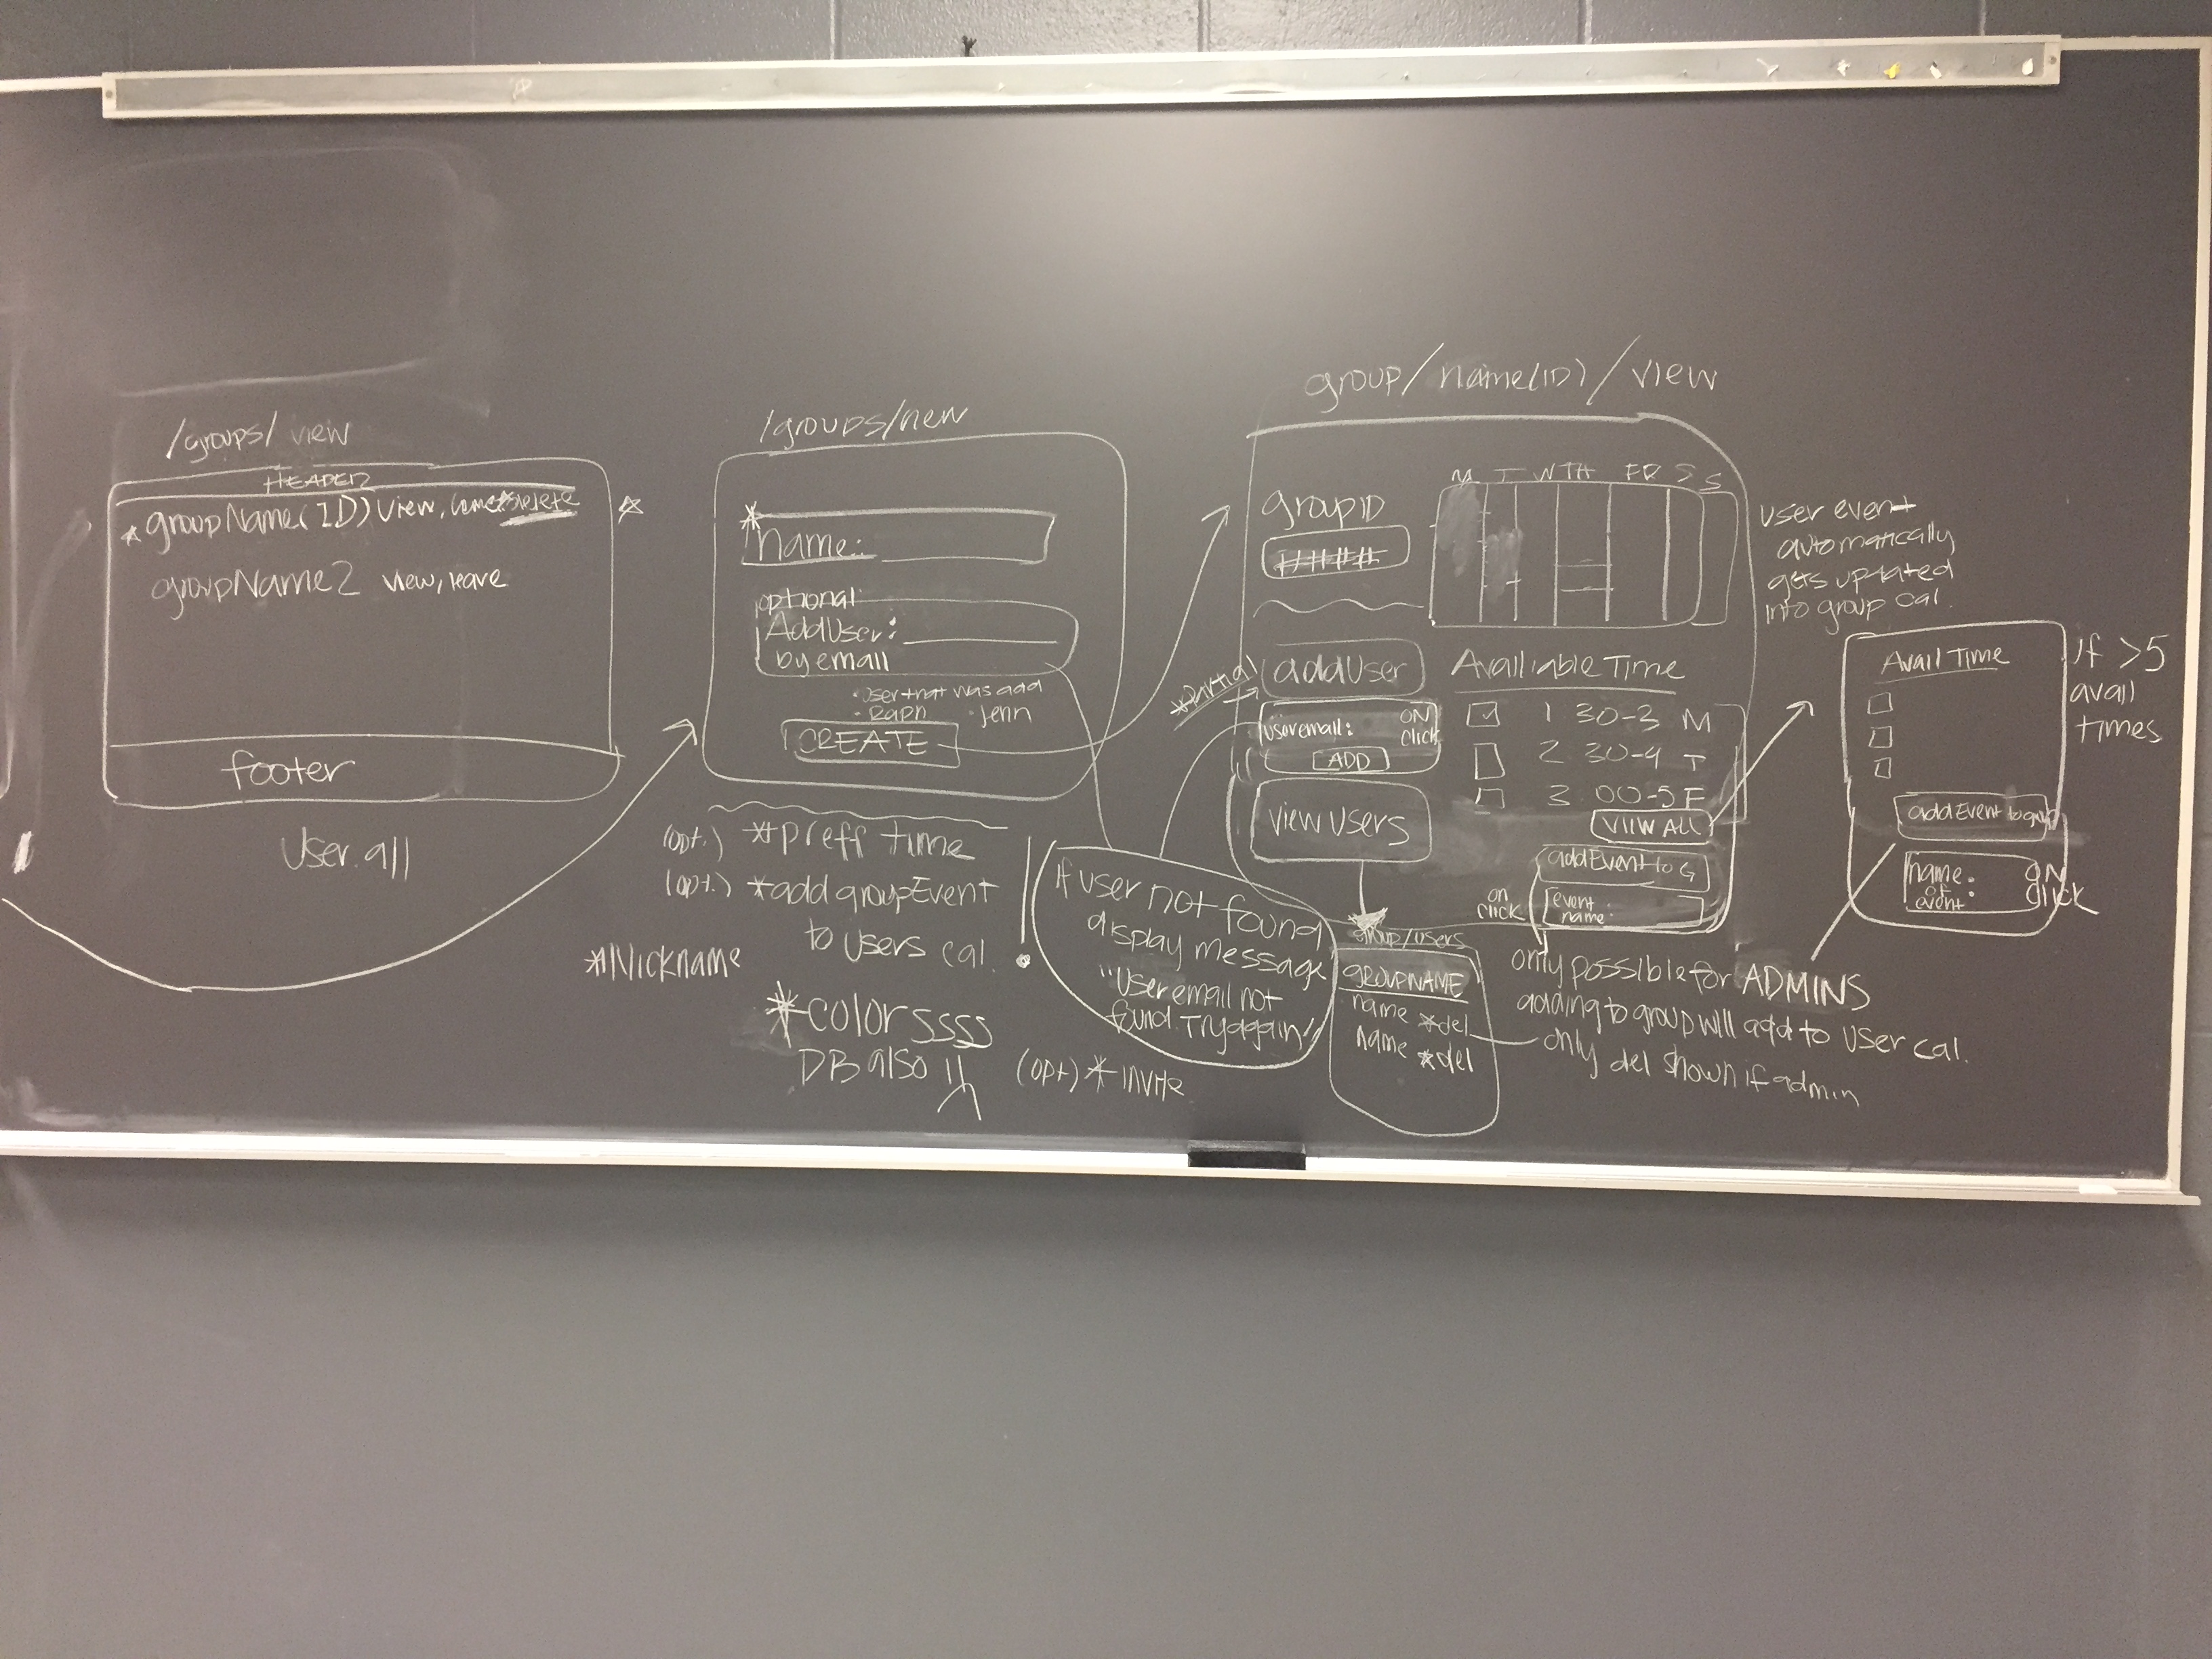 /groups/ view
HEADER
*groupName(ID) view, delete
groupName2 view, leave
footer
User.all
/groups/new
* name:
optional:
AddUser:
by email
• User that was add
• Raph • Jenn
CREATE
(opt.) *preff time
(opt.) *add groupEvent
to users cal.
*Nickname
*colorssss
DB also
(opt) *invite
If user not found
display message
"User email not
found. Try again"
group/name(ID)/view
groupID
#####
M T W TH FR S S
*partial
addUser
useremail: ON
click
ADD
view users
Availiable Time
1 30-3 M
2 30-4 T
3 00-5 F
VIIW ALL
addEvent to G
on
click
event
name:
group/users
GROUPNAME
name *del
name *del
User event
automatically
gets updated
into group cal.
Avail Time
If >5
avail
times
addEvent to
name:
of
event
ON
click
only possible for ADMINS
adding to group will add to user cal.
only del shown if admin